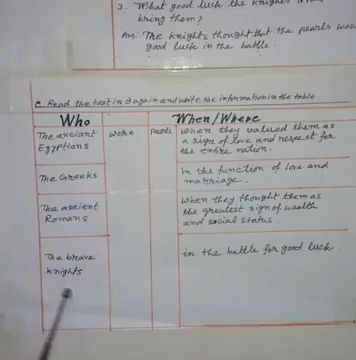 3. What good luck the knights
bring them?
Ans: The knights thought that the pearls wou
good luck in the battle.
C. Read the text in B again and write the information in the table
Who When/Where
The anciant Egyptians wore Pearls When they valued them as a sign of love and respect for the entire nation.
The Greeks in the function of love and marriage.
The ancient Romans When they thought them as the greatest sign of wealth and social status.
The brave knights in the battle for good luck.